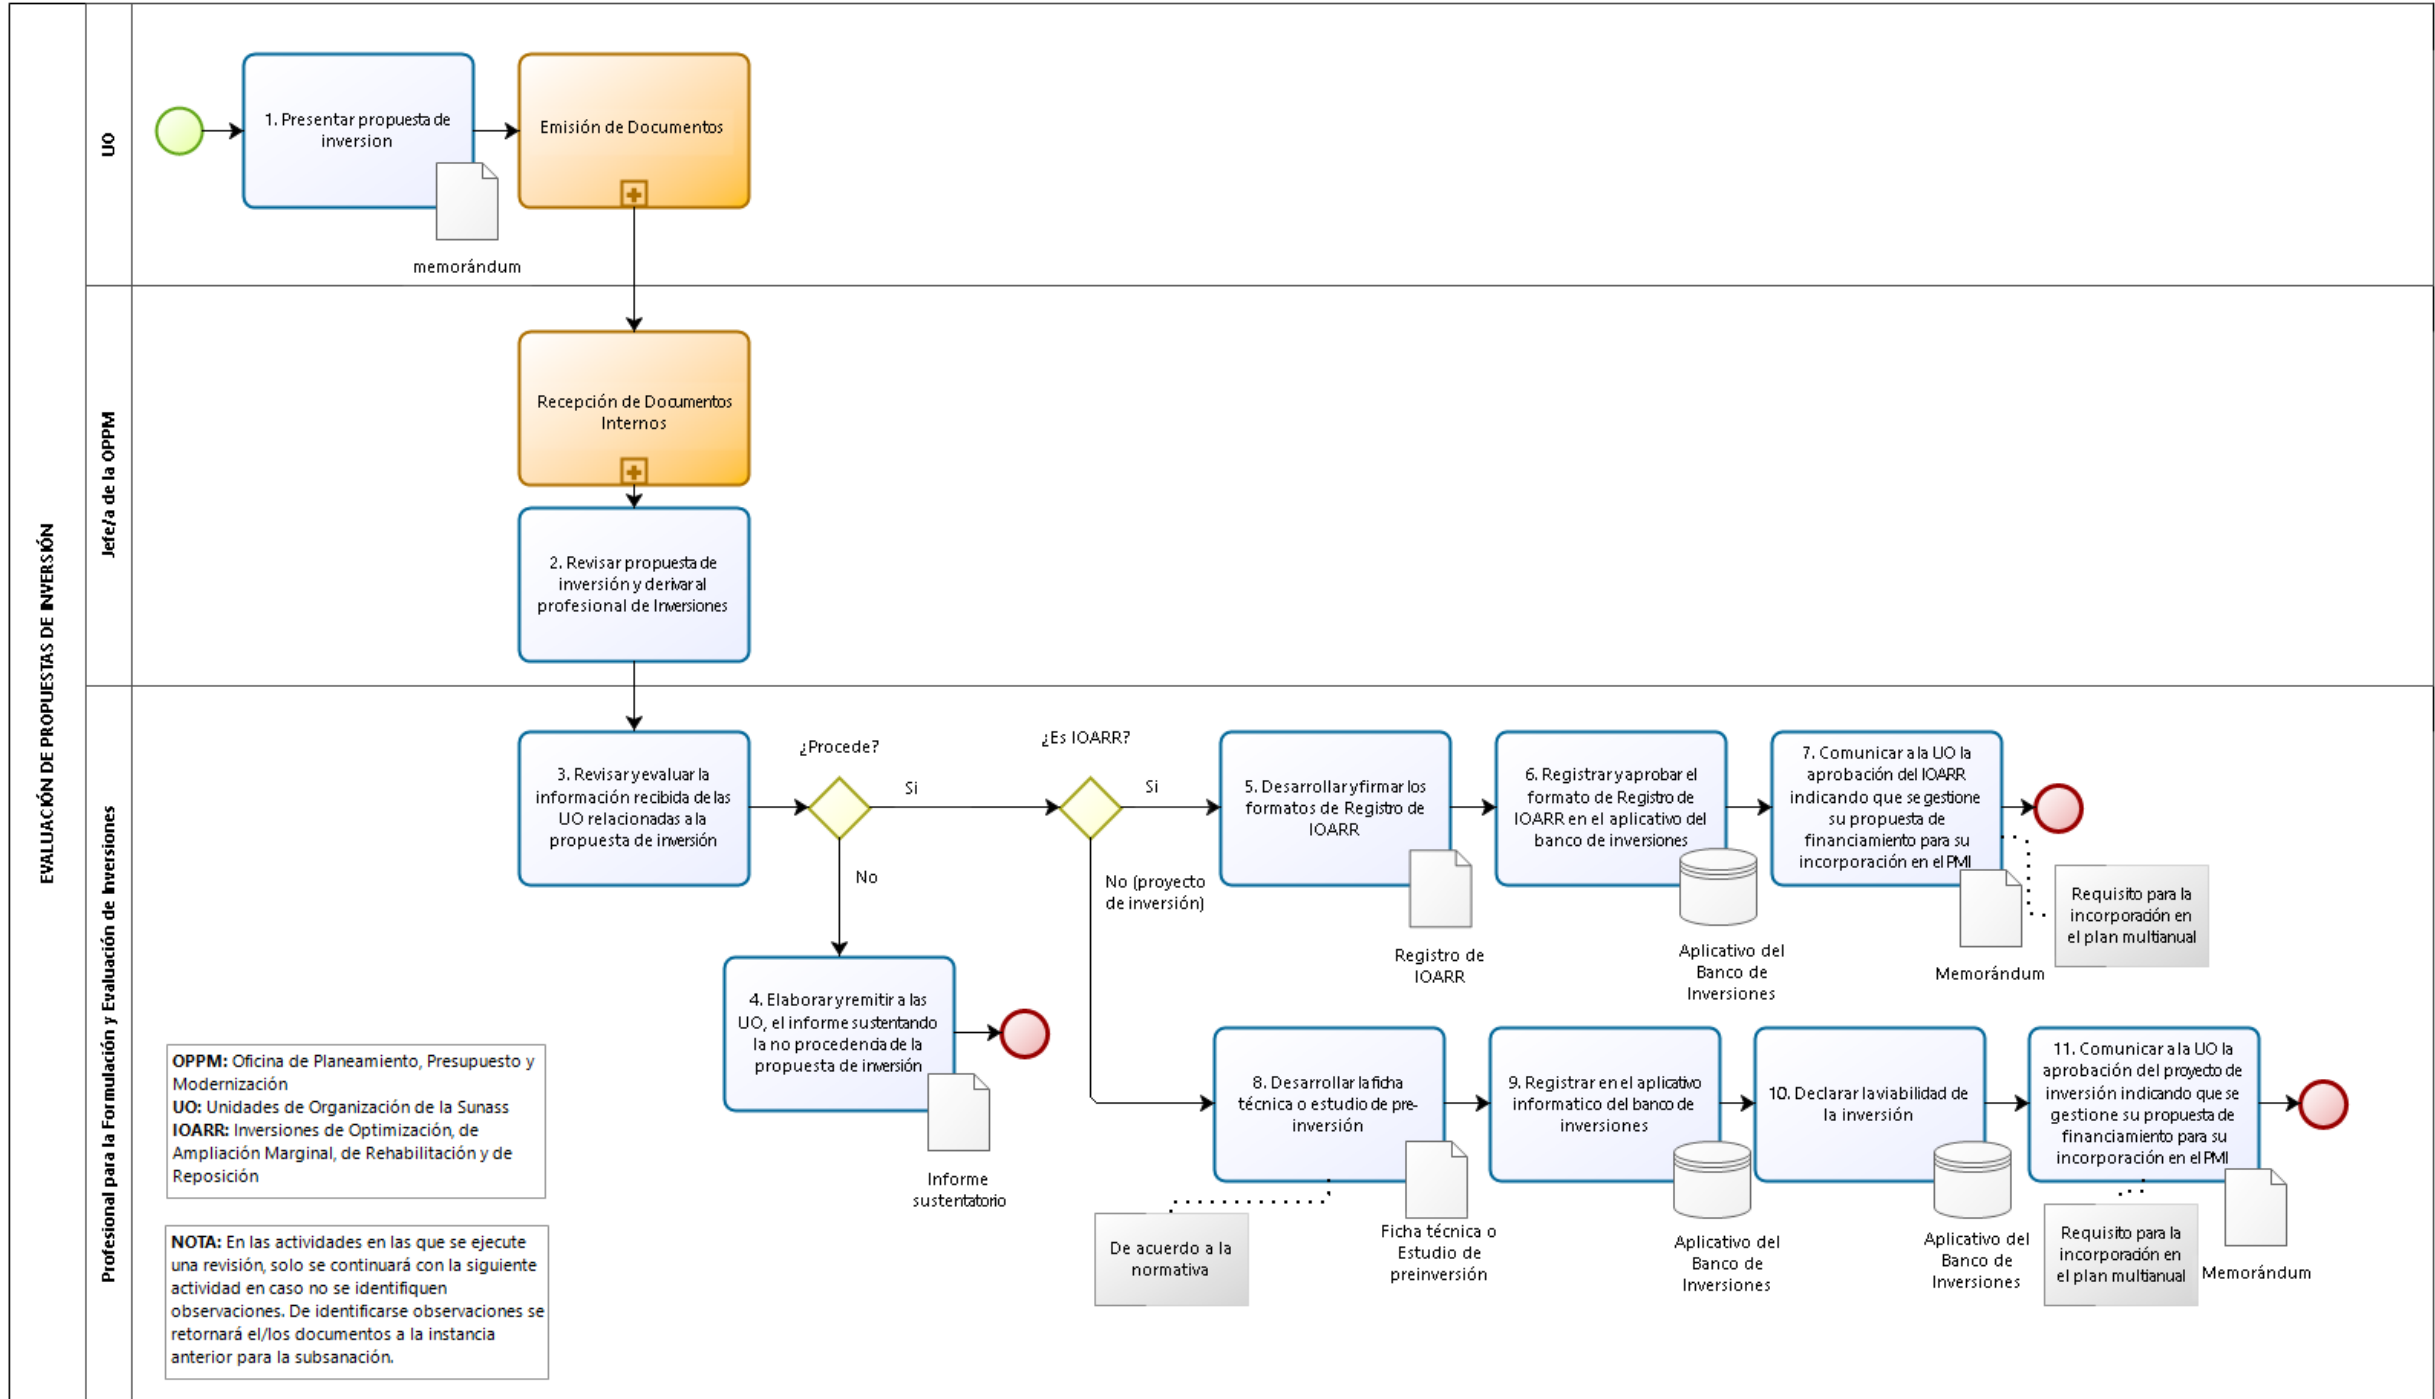 EVALUACIÓN DE PROPUESTAS DE INVERSIÓN
UO
1. Presentar propuesta de
inversion
memorándum
Emisión de Documentos
Jefe/a de la OPPM
Recepción de Documentos
Internos
2. Revisar propuesta de
inversión y derivar al
profesional de Inversiones
Profesional para la Formulación y Evaluación de Inversiones
3. Revisar y evaluar la
información recibida de las
UO relacionadas a la
propuesta de inversión
¿Procede?
Si
No
4. Elaborar y remitir a las
UO, el informe sustentando
la no procedencia de la
propuesta de inversión
Informe
sustentatorio
¿Es IOARR?
Si
No (proyecto
de inversión)
5. Desarrollar y firmar los
formatos de Registro de
IOARR
Registro de
IOARR
6. Registrar y aprobar el
formato de Registro de
IOARR en el aplicativo del
banco de inversiones
Aplicativo del
Banco de
Inversiones
7. Comunicar a la UO la
aprobación del IOARR
indicando que se gestione
su propuesta de
financiamiento para su
incorporación en el PMI
Memorándum
Requisito para la
incorporación en
el plan multianual
8. Desarrollar la ficha
técnica o estudio de pre-
inversión
De acuerdo a la
normativa
Ficha técnica o
Estudio de
preinversión
9. Registrar en el aplicativo
informatico del banco de
inversiones
Aplicativo del
Banco de
Inversiones
10. Declarar la viabilidad de
la inversión
Aplicativo del
Banco de
Inversiones
11. Comunicar a la UO la
aprobación del proyecto de
inversión indicando que se
gestione su propuesta de
financiamiento para su
incorporación en el PMI
Requisito para la
incorporación en
el plan multianual
Memorándum
OPPM: Oficina de Planeamiento, Presupuesto y
Modernización
UO: Unidades de Organización de la Sunass
IOARR: Inversiones de Optimización, de
Ampliación Marginal, de Rehabilitación y de
Reposición
NOTA: En las actividades en las que se ejecute
una revisión, solo se continuará con la siguiente
actividad en caso no se identifiquen
observaciones. De identificarse observaciones se
retornará el/los documentos a la instancia
anterior para la subsanación.